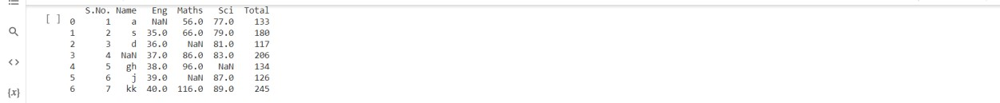 S.No. Name Eng Maths Sci Total
[ ] 0 1 a NaN 56.0 77.0 133
1 2 s 35.0 66.0 79.0 180
2 3 d 36.0 NaN 81.0 117
3 4 NaN 37.0 86.0 83.0 206
4 5 gh 38.0 96.0 NaN 134
5 6 j 39.0 NaN 87.0 126
6 7 kk 40.0 116.0 89.0 245
<>
{x}